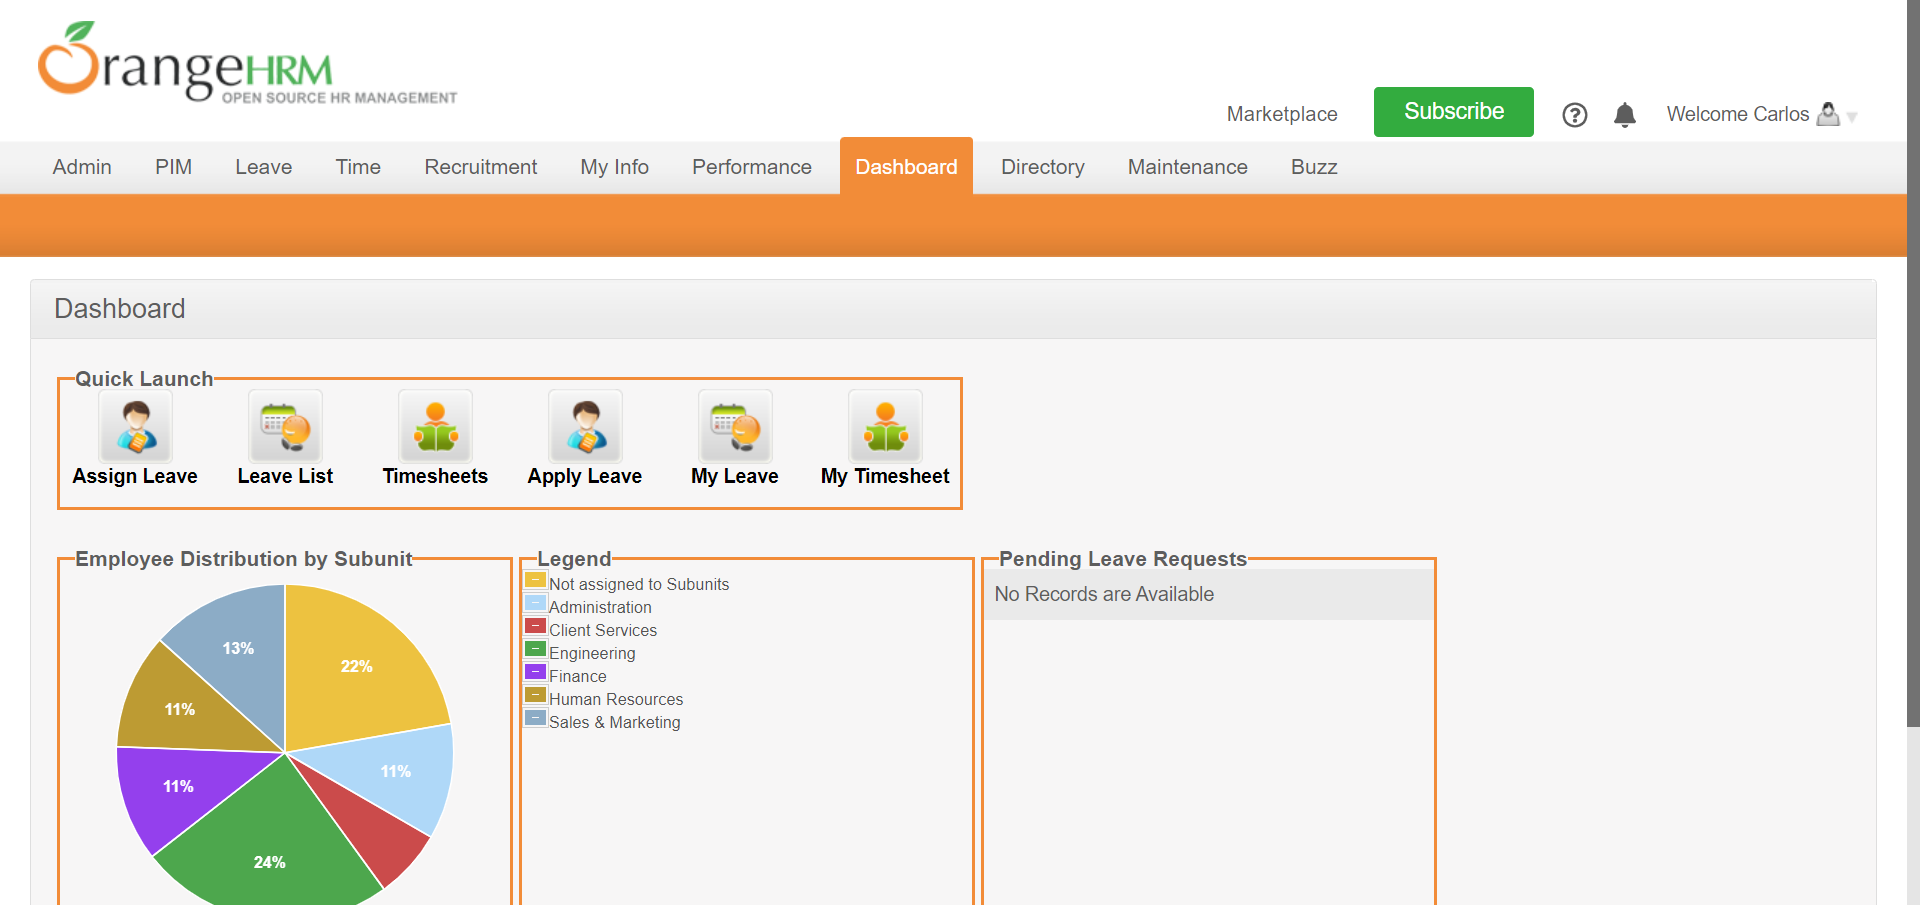 OrangeHRM
OPEN SOURCE HR MANAGEMENT
Marketplace
Subscribe
?
Welcome Carlos
Admin
PIM
Leave
Time
Recruitment
My Info
Performance
Dashboard
Directory
Maintenance
Buzz
Dashboard
Quick Launch
Assign Leave
Leave List
Timesheets
Apply Leave
My Leave
My Timesheet
Employee Distribution by Subunit
13%
22%
11%
11%
11%
24%
Legend
Not assigned to Subunits
Administration
Client Services
Engineering
Finance
Human Resources
Sales & Marketing
Pending Leave Requests
No Records are Available